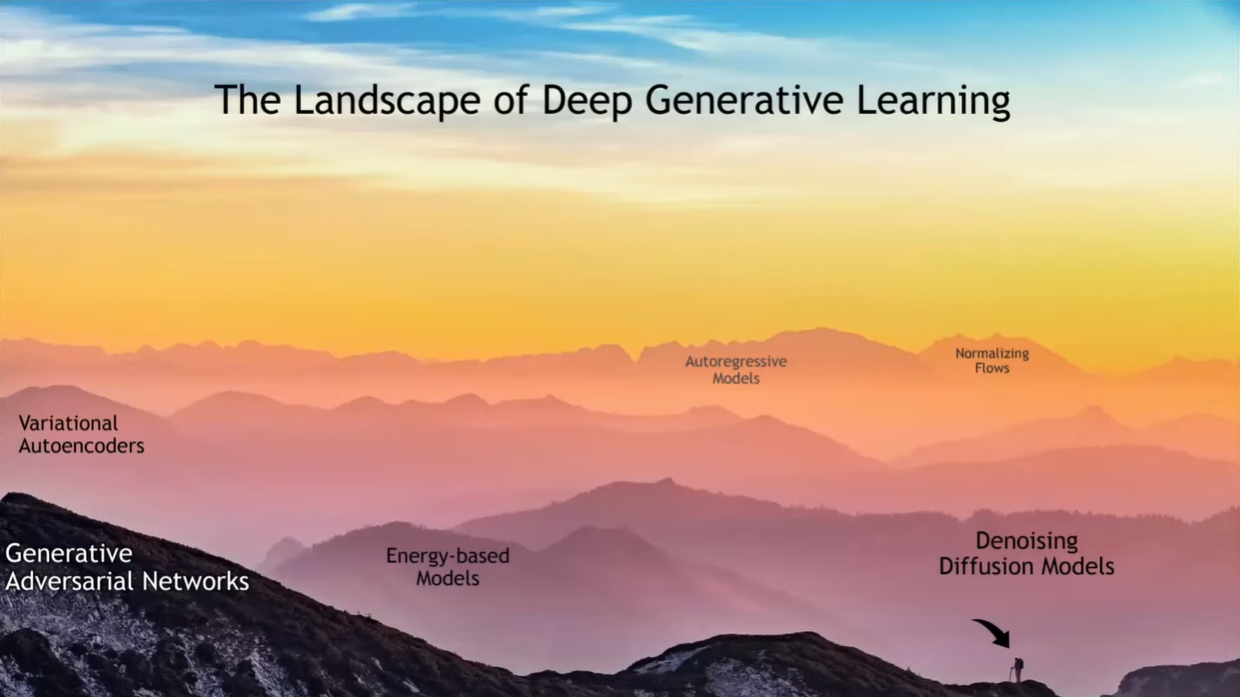 The Landscape of Deep Generative Learning
Autoregressive
Models
Normalizing
Flows
Variational
Autoencoders
Generative
Adversarial Networks
Energy-based
Models
Denoising
Diffusion Models